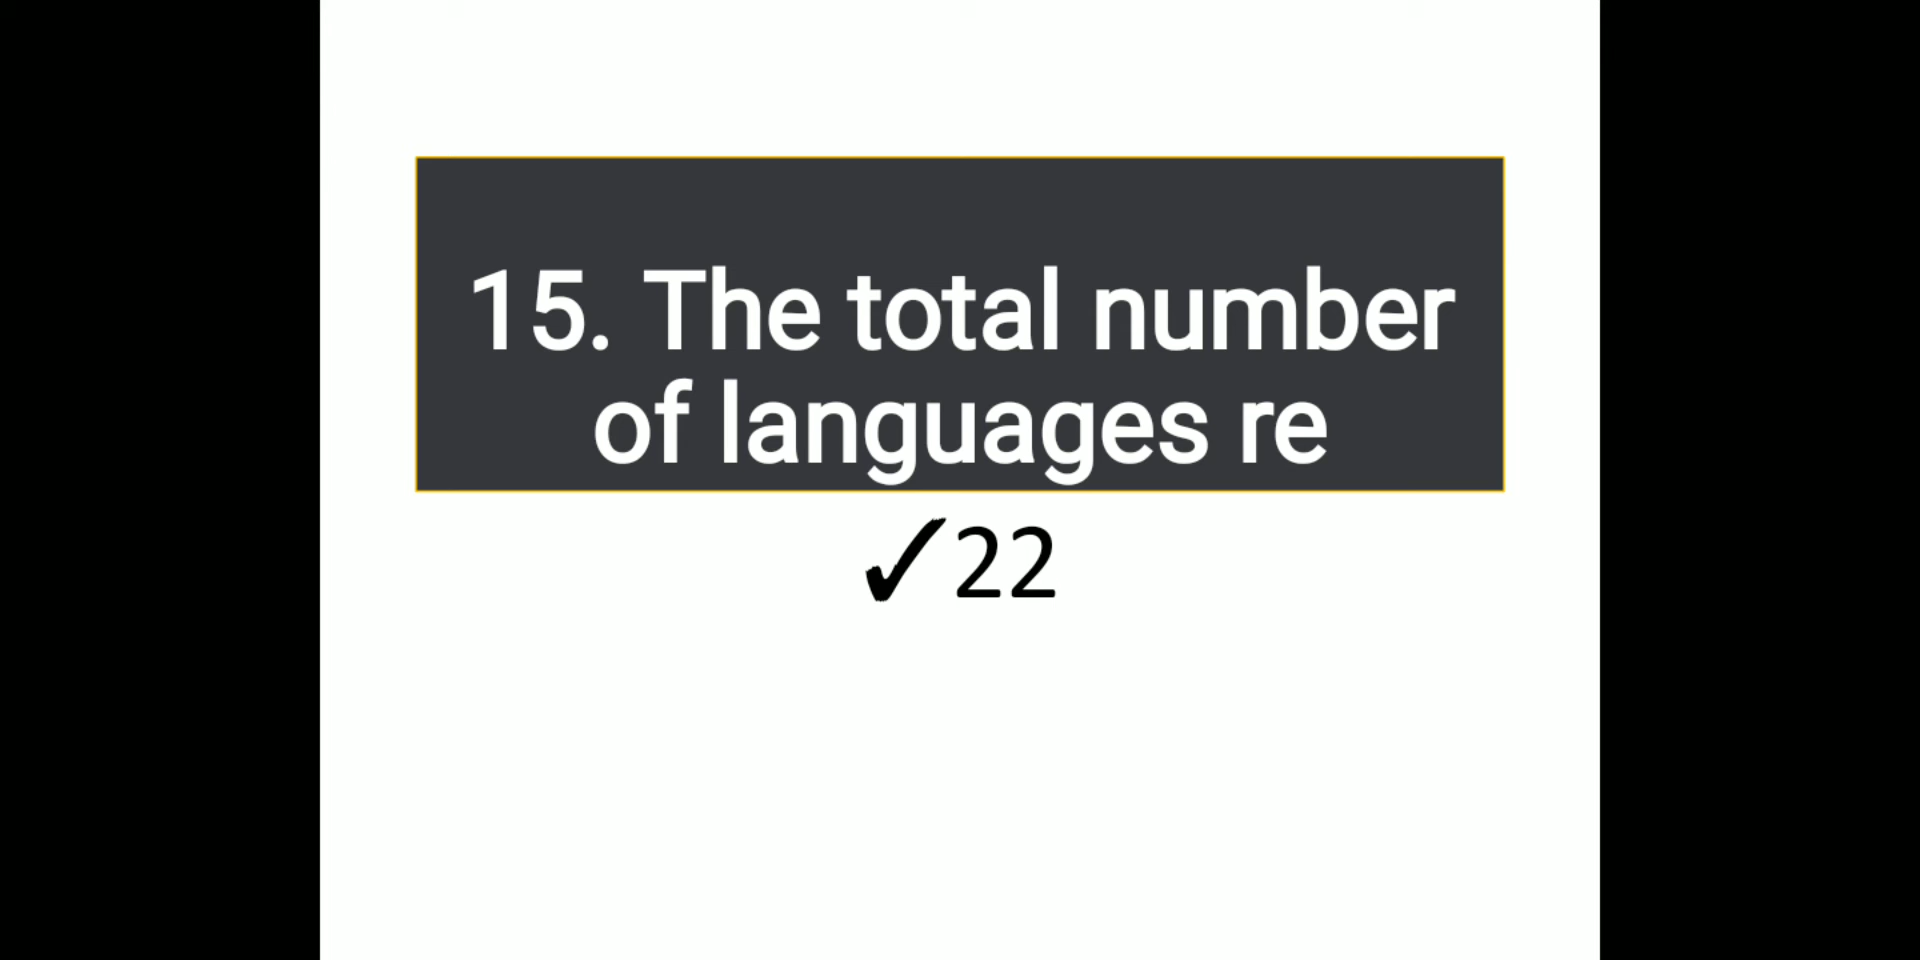 15. The total number
of languages re
✓22